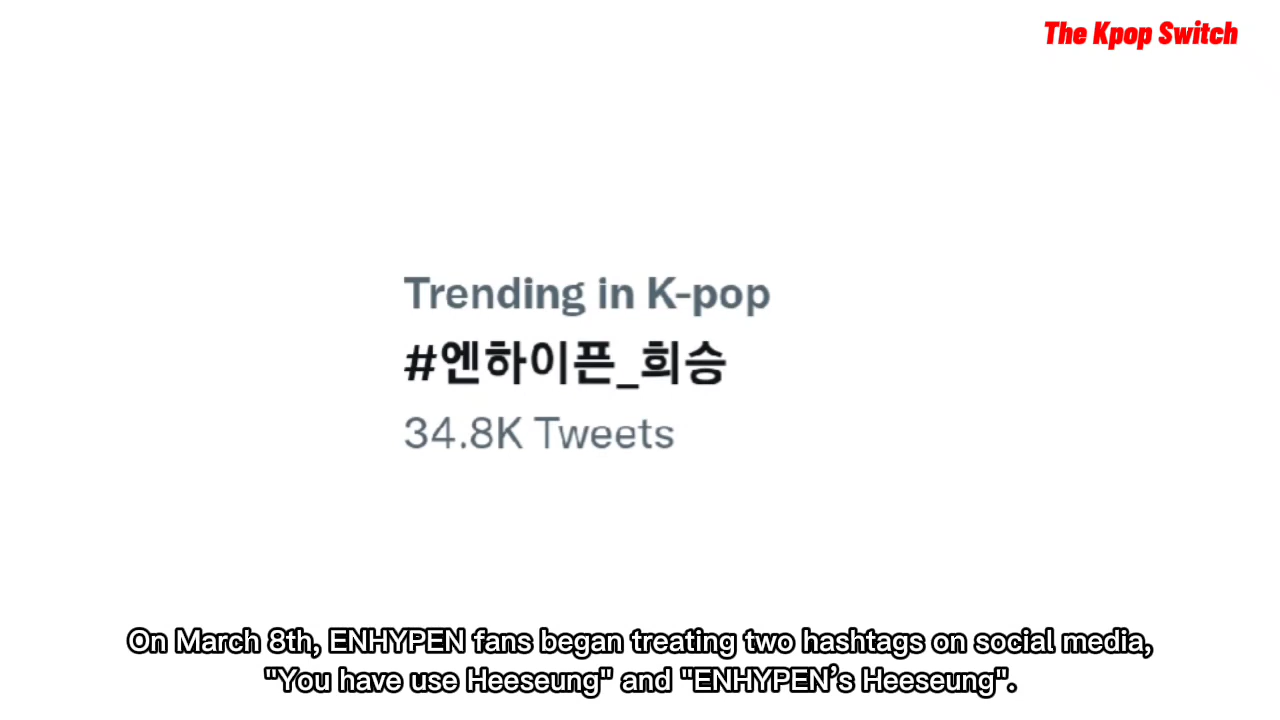 The Kpop Switch
Trending in K-pop
#엔하이픈_희승
34.8K Tweets
On March 8th, ENHYPEN fans began treating two hashtags on social media,
"You have use Heeseung" and "ENHYPEN’s Heeseung".